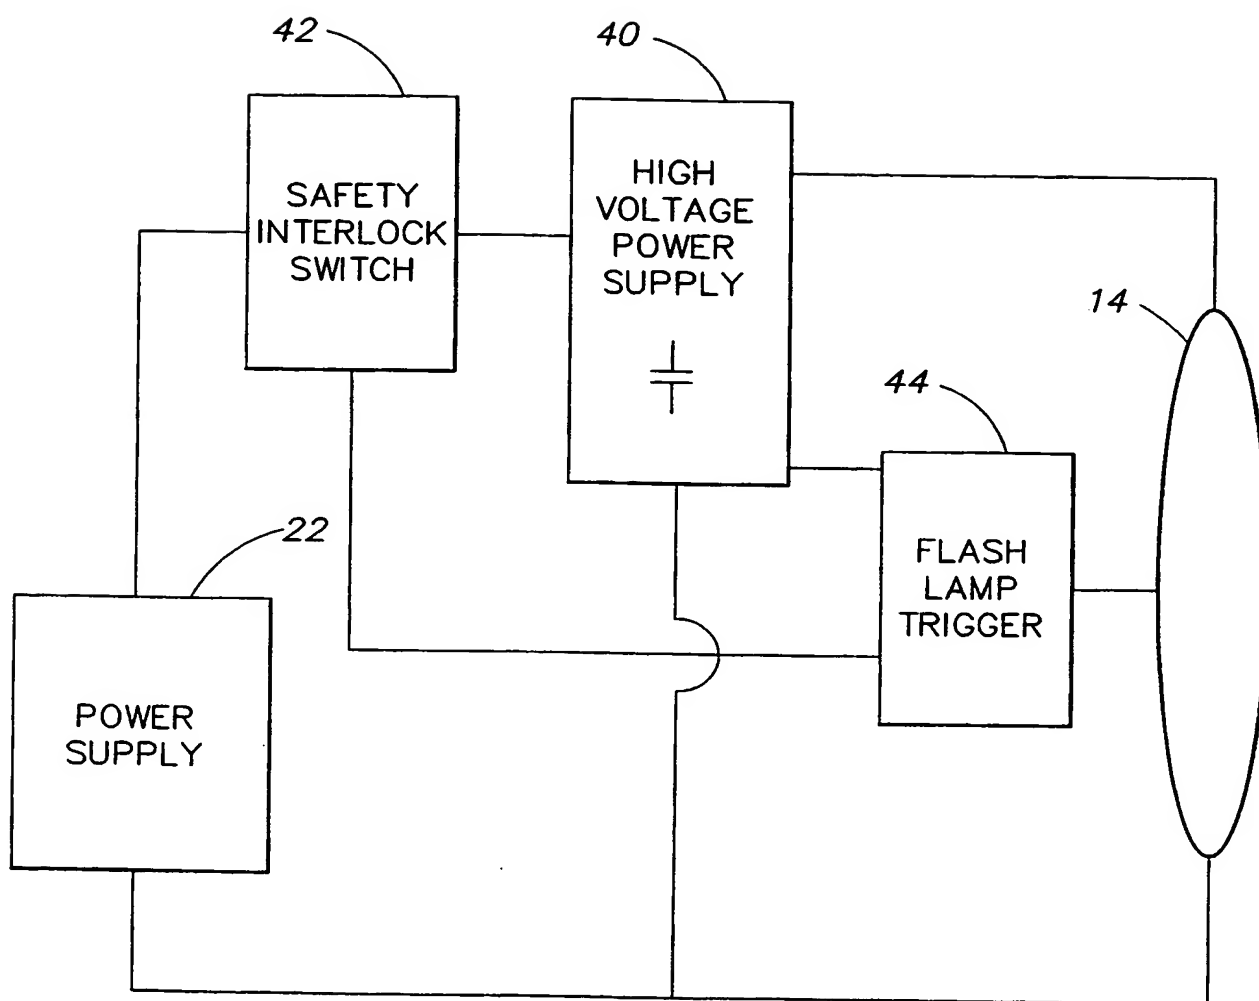 42
40
SAFETY
INTERLOCK
SWITCH
HIGH
VOLTAGE
POWER
SUPPLY
14
44
FLASH
LAMP
TRIGGER
22
POWER
SUPPLY